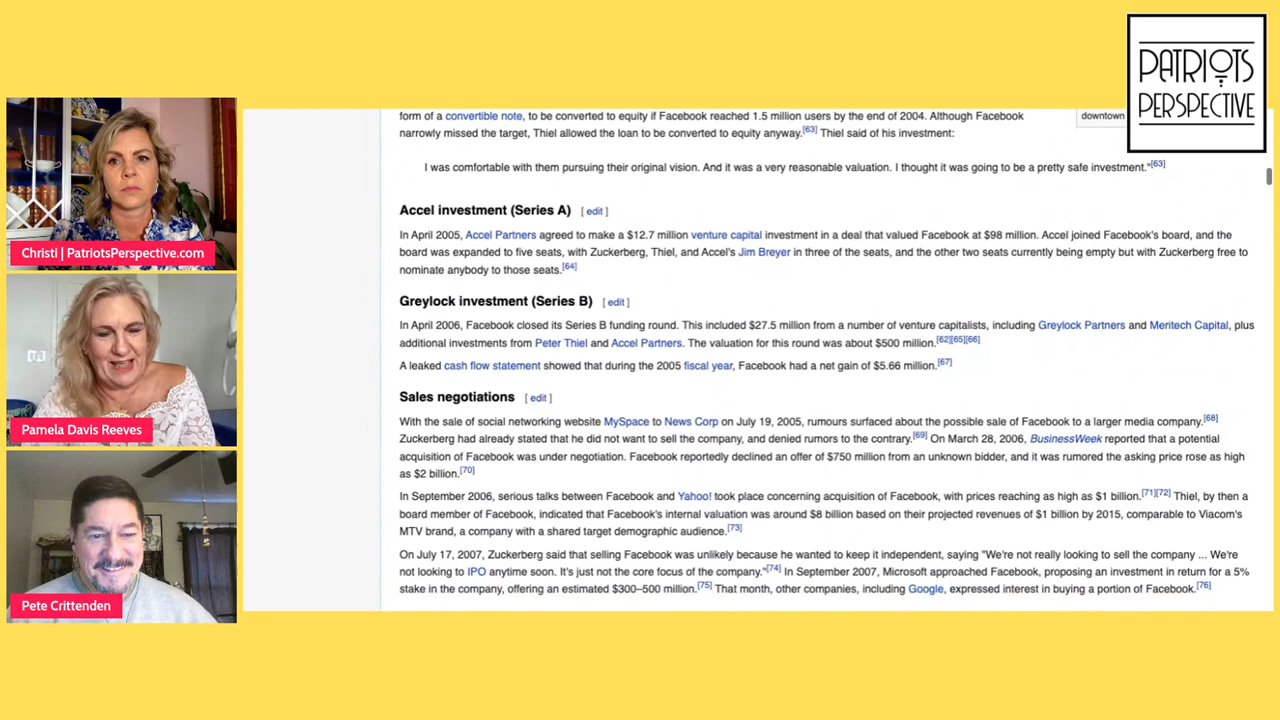 PATRIOTS
PERSPECTIVE
Christi | PatriotsPerspective.com
Pamela Davis Reeves
Pete Crittenden
form of a convertible note, to be converted to equity if Facebook reached 1.5 million users by the end of 2004. Although Facebook
narrowly missed the target, Thiel allowed the loan to be converted to equity anyway.[63] Thiel said of his investment:
downtown
I was comfortable with them pursuing their original vision. And it was a very reasonable valuation. I thought it was going to be a pretty safe investment."[63]
Accel investment (Series A) [ edit ]
In April 2005, Accel Partners agreed to make a $12.7 million venture capital investment in a deal that valued Facebook at $98 million. Accel joined Facebook's board, and the
board was expanded to five seats, with Zuckerberg, Thiel, and Accel's Jim Breyer in three of the seats, and the other two seats currently being empty but with Zuckerberg free to
nominate anybody to those seats.[64]
Greylock investment (Series B) [ edit ]
In April 2006, Facebook closed its Series B funding round. This included $27.5 million from a number of venture capitalists, including Greylock Partners and Meritech Capital, plus
additional investments from Peter Thiel and Accel Partners. The valuation for this round was about $500 million.[62][65][66]
A leaked cash flow statement showed that during the 2005 fiscal year, Facebook had a net gain of $5.66 million.[67]
Sales negotiations [ edit ]
With the sale of social networking website MySpace to News Corp on July 19, 2005, rumours surfaced about the possible sale of Facebook to a larger media company.[68]
Zuckerberg had already stated that he did not want to sell the company, and denied rumors to the contrary.[69] On March 28, 2006, BusinessWeek reported that a potential
acquisition of Facebook was under negotiation. Facebook reportedly declined an offer of $750 million from an unknown bidder, and it was rumored the asking price rose as high
as $2 billion.[70]
In September 2006, serious talks between Facebook and Yahoo! took place concerning acquisition of Facebook, with prices reaching as high as $1 billion.[71][72] Thiel, by then a
board member of Facebook, indicated that Facebook's internal valuation was around $8 billion based on their projected revenues of $1 billion by 2015, comparable to Viacom's
MTV brand, a company with a shared target demographic audience.[73]
On July 17, 2007, Zuckerberg said that selling Facebook was unlikely because he wanted to keep it independent, saying "We're not really looking to sell the company ... We're
not looking to IPO anytime soon. It's just not the core focus of the company."[74] In September 2007, Microsoft approached Facebook, proposing an investment in return for a 5%
stake in the company, offering an estimated $300–500 million.[75] That month, other companies, including Google, expressed interest in buying a portion of Facebook.[76]